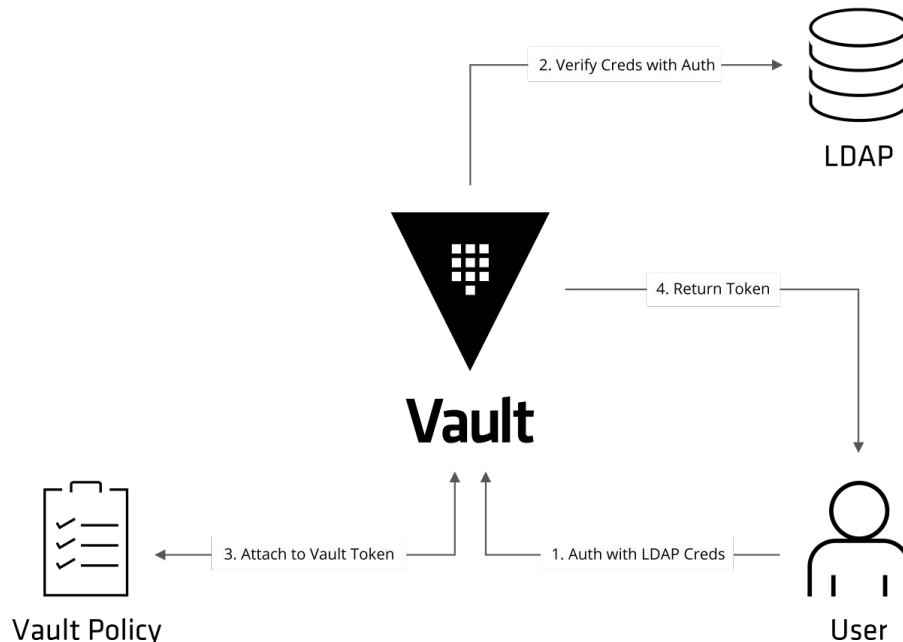 2. Verify Creds with Auth
LDAP
4. Return Token
Vault
3. Attach to Vault Token
1. Auth with LDAP Creds
Vault Policy
User